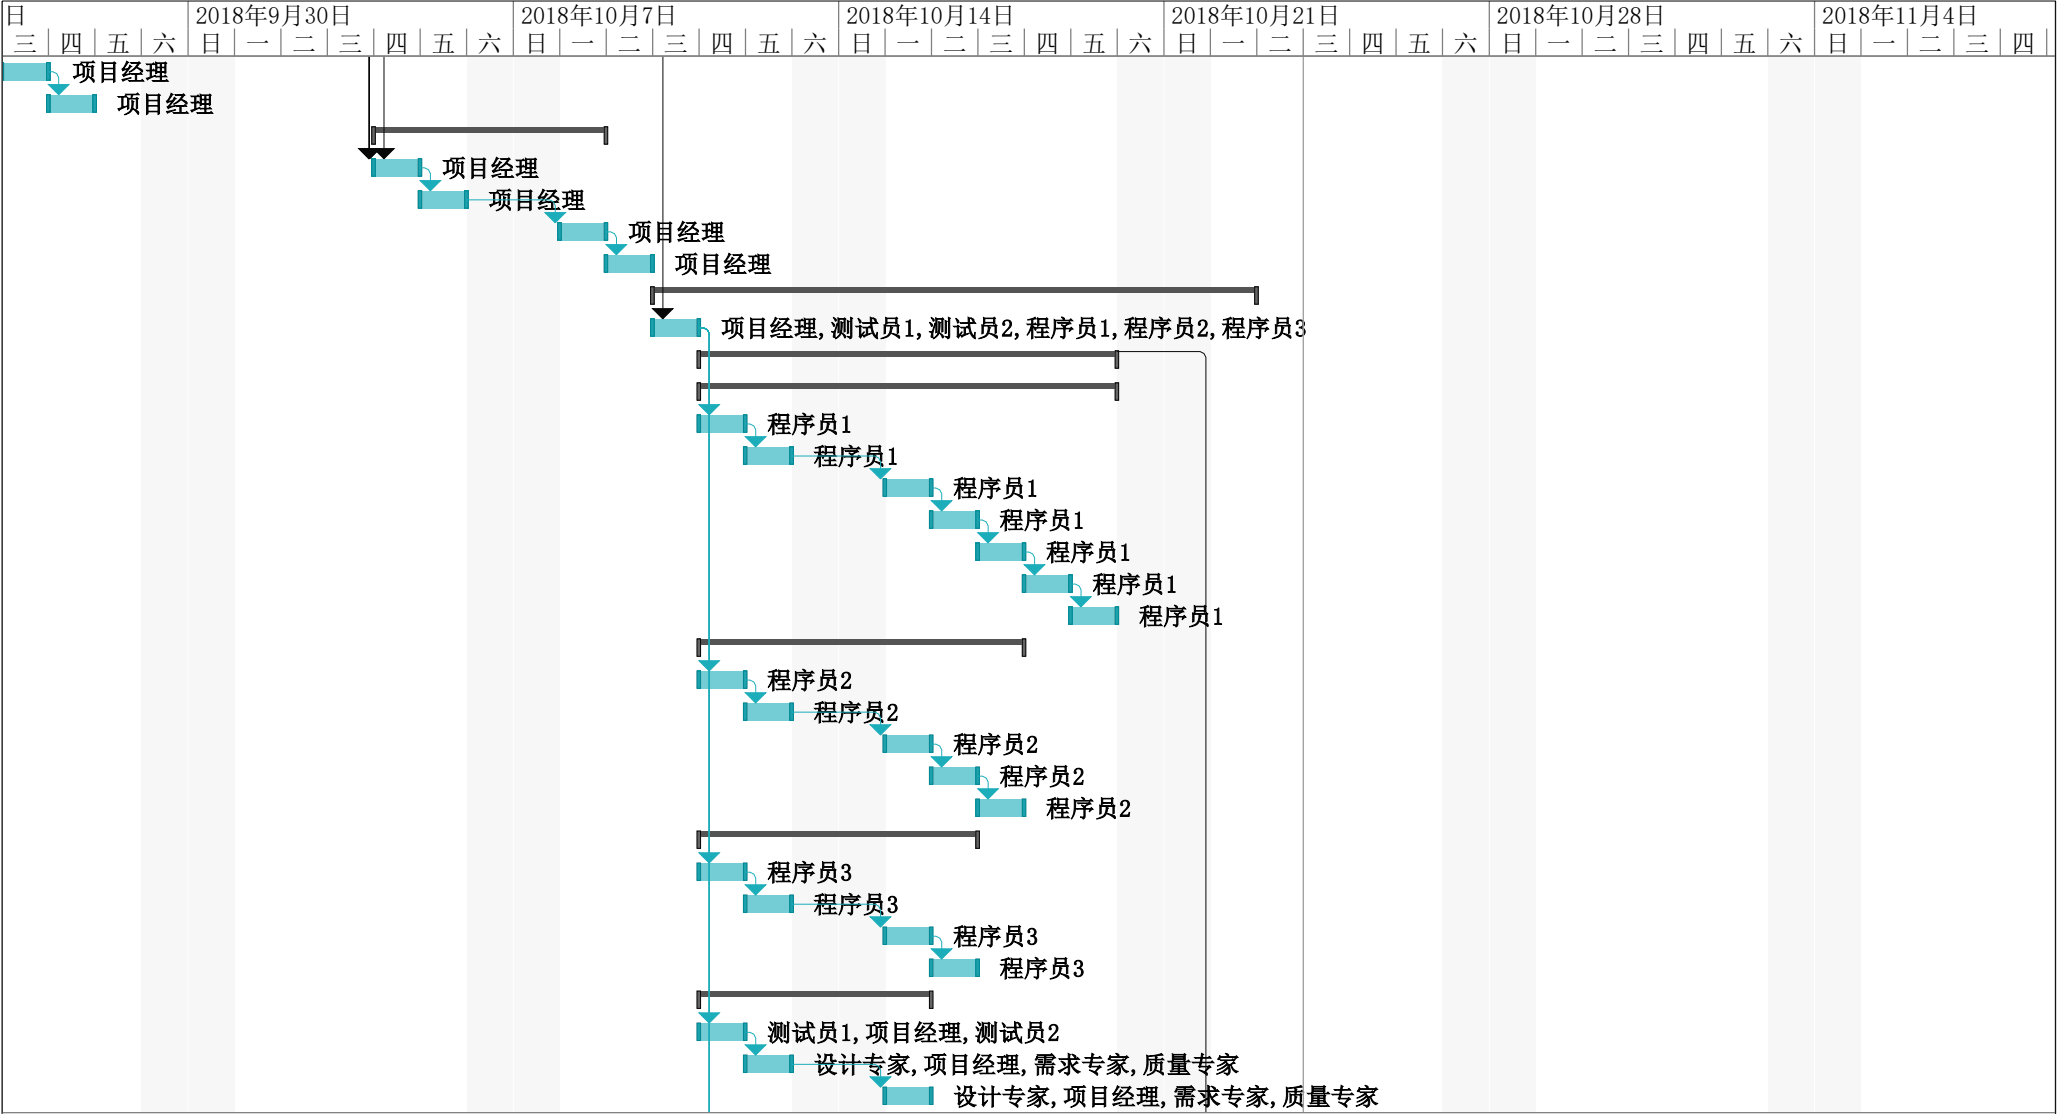 日 2018年9月30日 2018年10月7日 2018年10月14日 2018年10月21日 2018年10月28日 2018年11月4日
三 四 五 六 日 一 二 三 四 五 六 日 一 二 三 四 五 六 日 一 二 三 四 五 六 日 一 二 三 四 五 六 日 一 二 三 四 五 六 日 一 二 三 四
项目经理
项目经理
项目经理
项目经理
项目经理
项目经理
项目经理,测试员1,测试员2,程序员1,程序员2,程序员3
程序员1
程序员1
程序员1
程序员1
程序员1
程序员1
程序员1
程序员2
程序员2
程序员2
程序员2
程序员2
程序员3
程序员3
程序员3
程序员3
测试员1,项目经理,测试员2
设计专家,项目经理,需求专家,质量专家
设计专家,项目经理,需求专家,质量专家